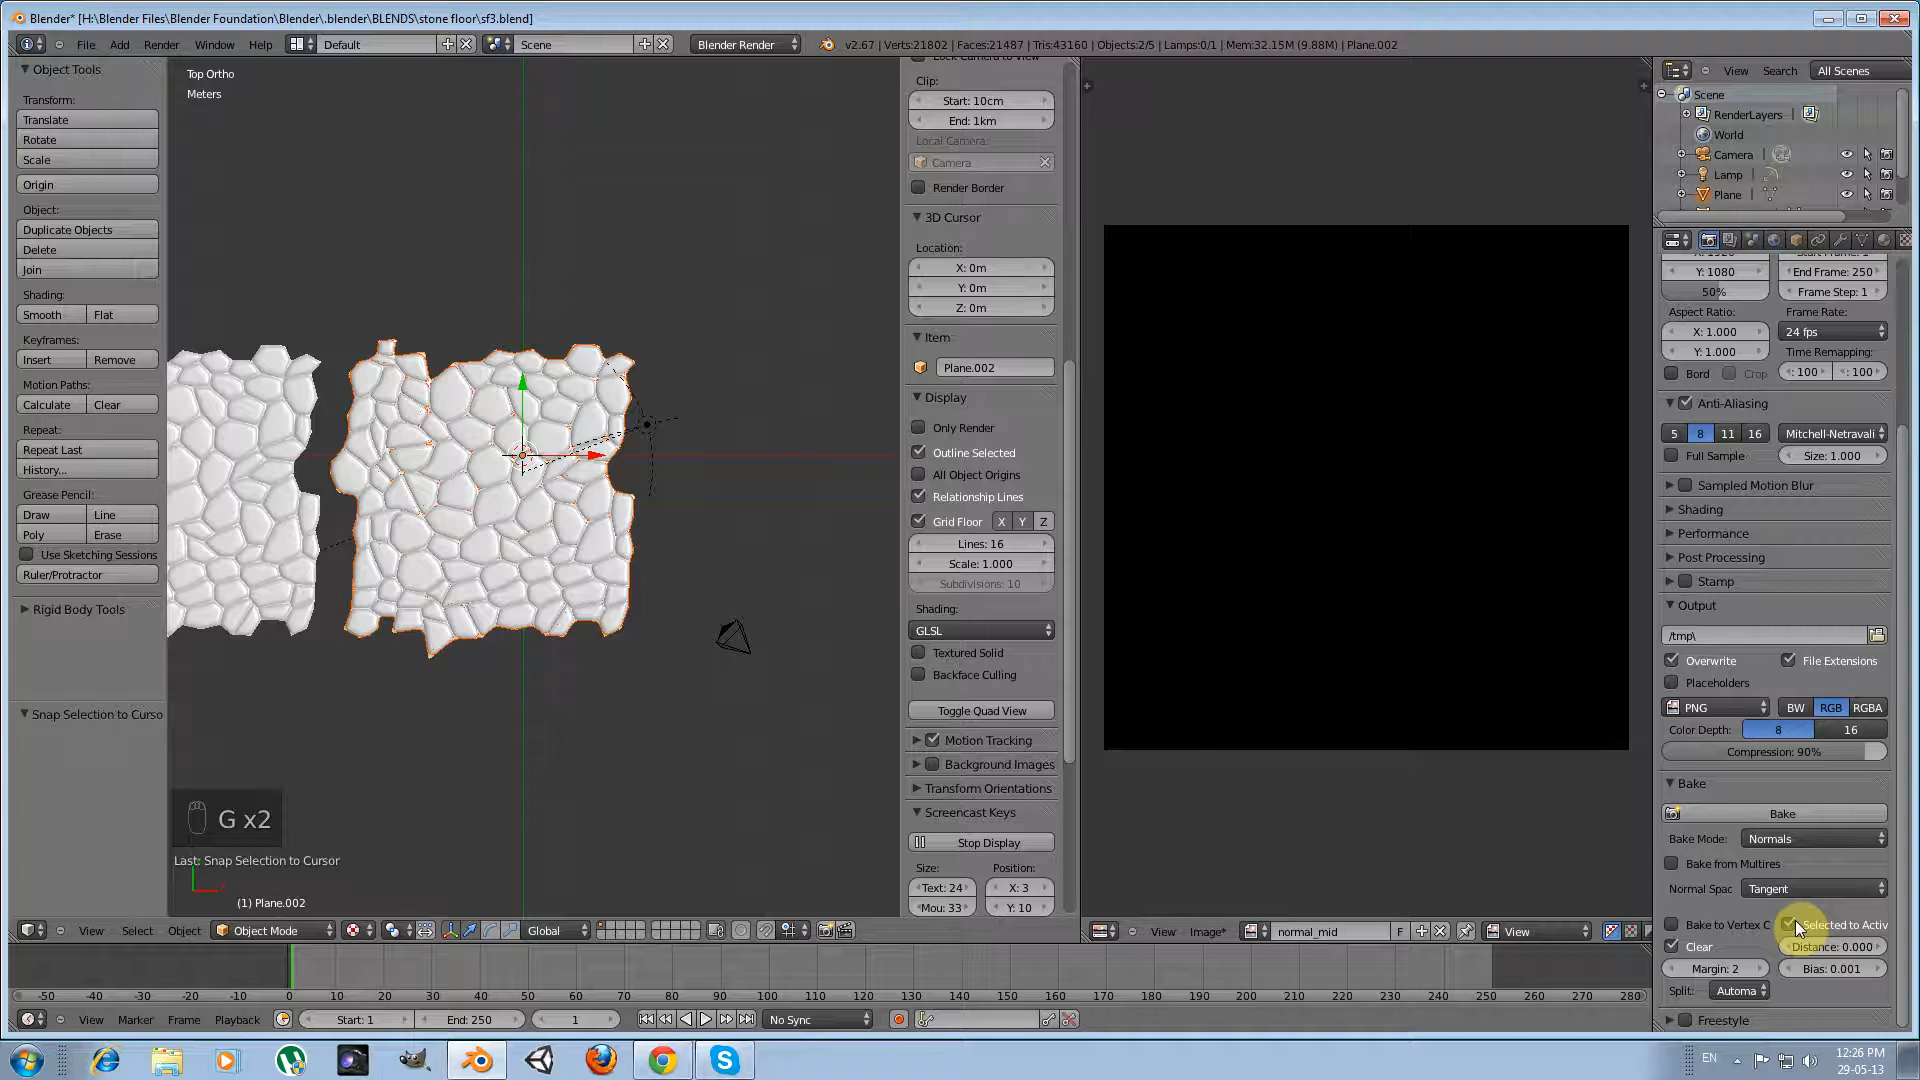 Blender* [H:\Blender Files\Blender Foundation\Blender\.blender\BLENDS\stone floor\sf3.blend]
File Add Render Window Help Default Scene Blender Render v2.67 | Verts:21802 | Faces:21487 | Tris:43160 | Objects:2/5 | Lamps:0/1 | Mem:32.15M (9.88M) | Plane.002
Object Tools
Transform:
Translate
Rotate
Scale
Origin
Object:
Duplicate Objects
Delete
Join
Shading:
Smooth Flat
Keyframes:
Insert Remove
Motion Paths:
Calculate Clear
Repeat:
Repeat Last
History...
Grease Pencil:
Draw Line
Poly Erase
Use Sketching Sessions
Ruler/Protractor
Rigid Body Tools
Snap Selection to Curso
Top Ortho
Meters
G x2
Last: Snap Selection to Cursor
(1) Plane.002
View Select Object Object Mode Global
Lock Camera to View
Clip:
Start: 10cm
End: 1km
Local Camera:
Camera
Render Border
3D Cursor
Location:
X: 0m
Y: 0m
Z: 0m
Item
Plane.002
Display
Only Render
Outline Selected
All Object Origins
Relationship Lines
Grid Floor X Y Z
Lines: 16
Scale: 1.000
Subdivisions: 10
Shading:
GLSL
Textured Solid
Backface Culling
Toggle Quad View
Motion Tracking
Background Images
Transform Orientations
Screencast Keys
Stop Display
Size: Position:
Text: 24 X: 3
Mou: 33 Y: 10
View Image* normal_mid F View
View Search All Scenes
Scene
RenderLayers
World
Camera
Lamp
Plane
Y: 1080 End Frame: 250
50% Frame Step: 1
Aspect Ratio: Frame Rate:
X: 1.000 24 fps
Y: 1.000 Time Remapping:
Bord Crop : 100 : 100
Anti-Aliasing
5 8 11 16 Mitchell-Netravali
Full Sample Size: 1.000
Sampled Motion Blur
Shading
Performance
Post Processing
Stamp
Output
/tmp\
Overwrite File Extensions
Placeholders
PNG BW RGB RGBA
Color Depth: 8 16
Compression: 90%
Bake
Bake
Bake Mode: Normals
Bake from Multires
Normal Spac Tangent
Bake to Vertex C Selected to Activ
Clear Distance: 0.000
Margin: 2 Bias: 0.001
Split: Automa
Freestyle
-50 -40 -30 -20 -10 0 10 20 30 40 50 60 70 80 90 100 110 120 130 140 150 160 170 180 190 200 210 220 230 240 250 260 270 280
View Marker Frame Playback Start: 1 End: 250 1 No Sync
EN 12:26 PM
29-05-13